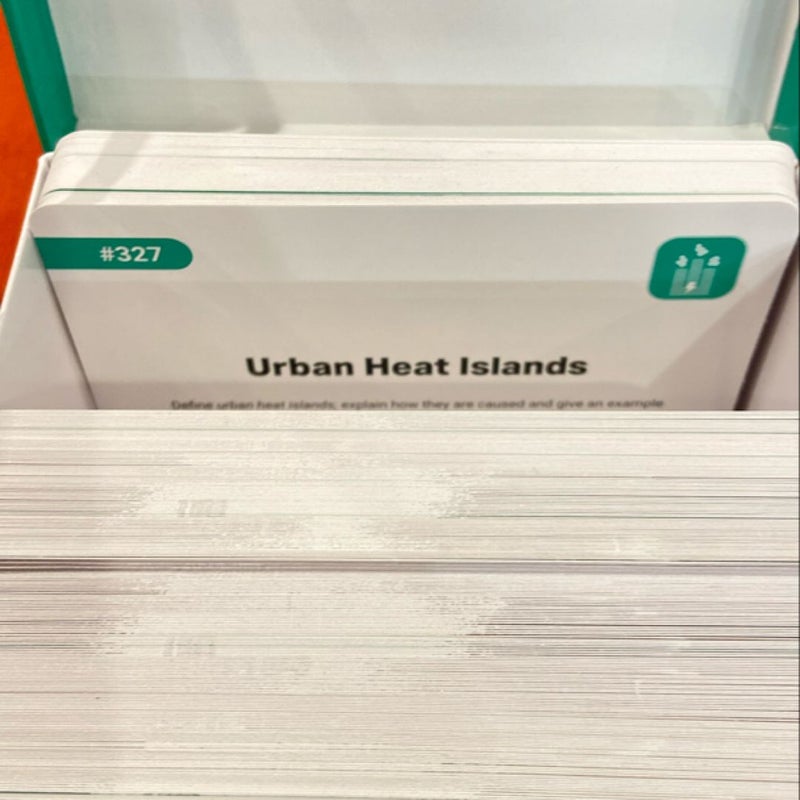 #327
Urban Heat Islands
Define urban heat islands, explain how they are caused and give an example